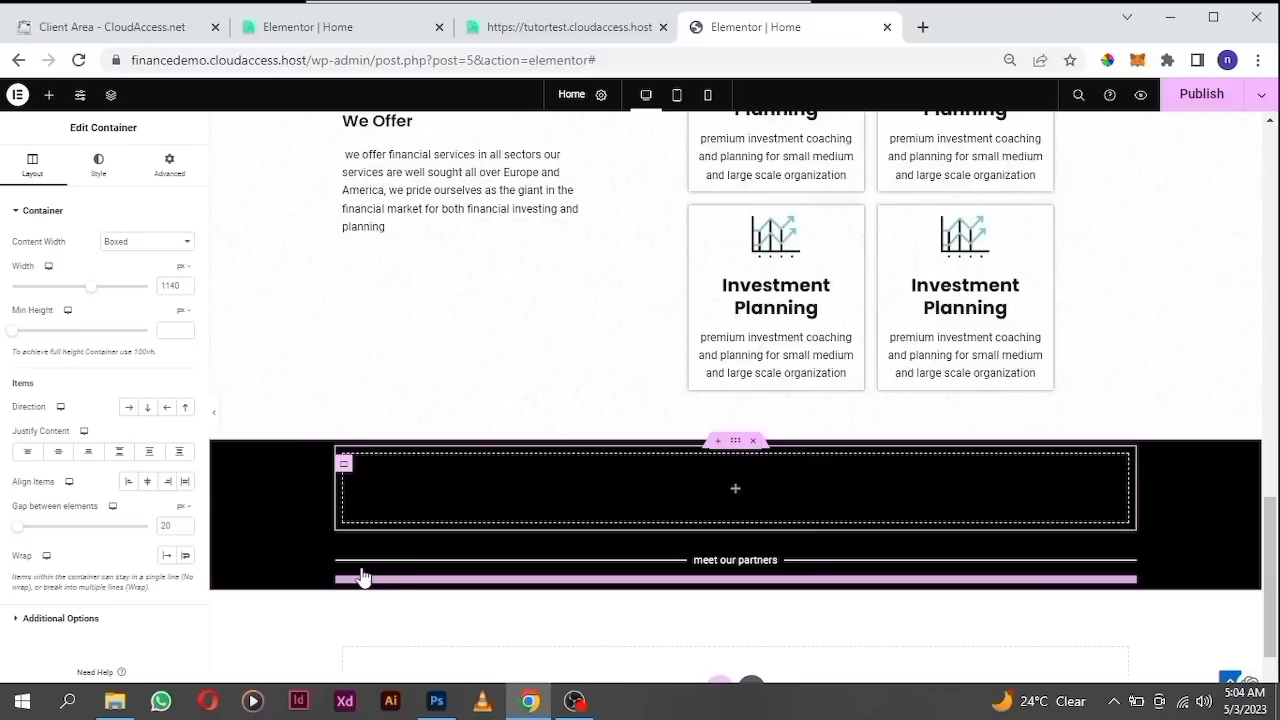 Client Area - CloudAccess.net
Elementor | Home
https://tutortest.cloudaccess.host
Elementor | Home
financedemo.cloudaccess.host/wp-admin/post.php?post=5&action=elementor#
n
Home
Publish
Edit Container
Layout
Style
Advanced
Container
Content Width
Boxed
Width
px
1140
Min Height
px
To achieve full height Container use 100vh.
Items
Direction
Justify Content
Align Items
Gap between elements
px
20
Wrap
Items within the container can stay in a single line (No
wrap), or break into multiple lines (Wrap).
Additional Options
Need Help
We Offer
we offer financial services in all sectors our
services are well sought all over Europe and
America, we pride ourselves as the giant in the
financial market for both financial investing and
planning
Planning
premium investment coaching
and planning for small medium
and large scale organization
Planning
premium investment coaching
and planning for small medium
and large scale organization
Investment
Planning
premium investment coaching
and planning for small medium
and large scale organization
Investment
Planning
premium investment coaching
and planning for small medium
and large scale organization
meet our partners
Id
Xd
Ai
Ps
24°C Clear
5:04 AM
5/3/2023